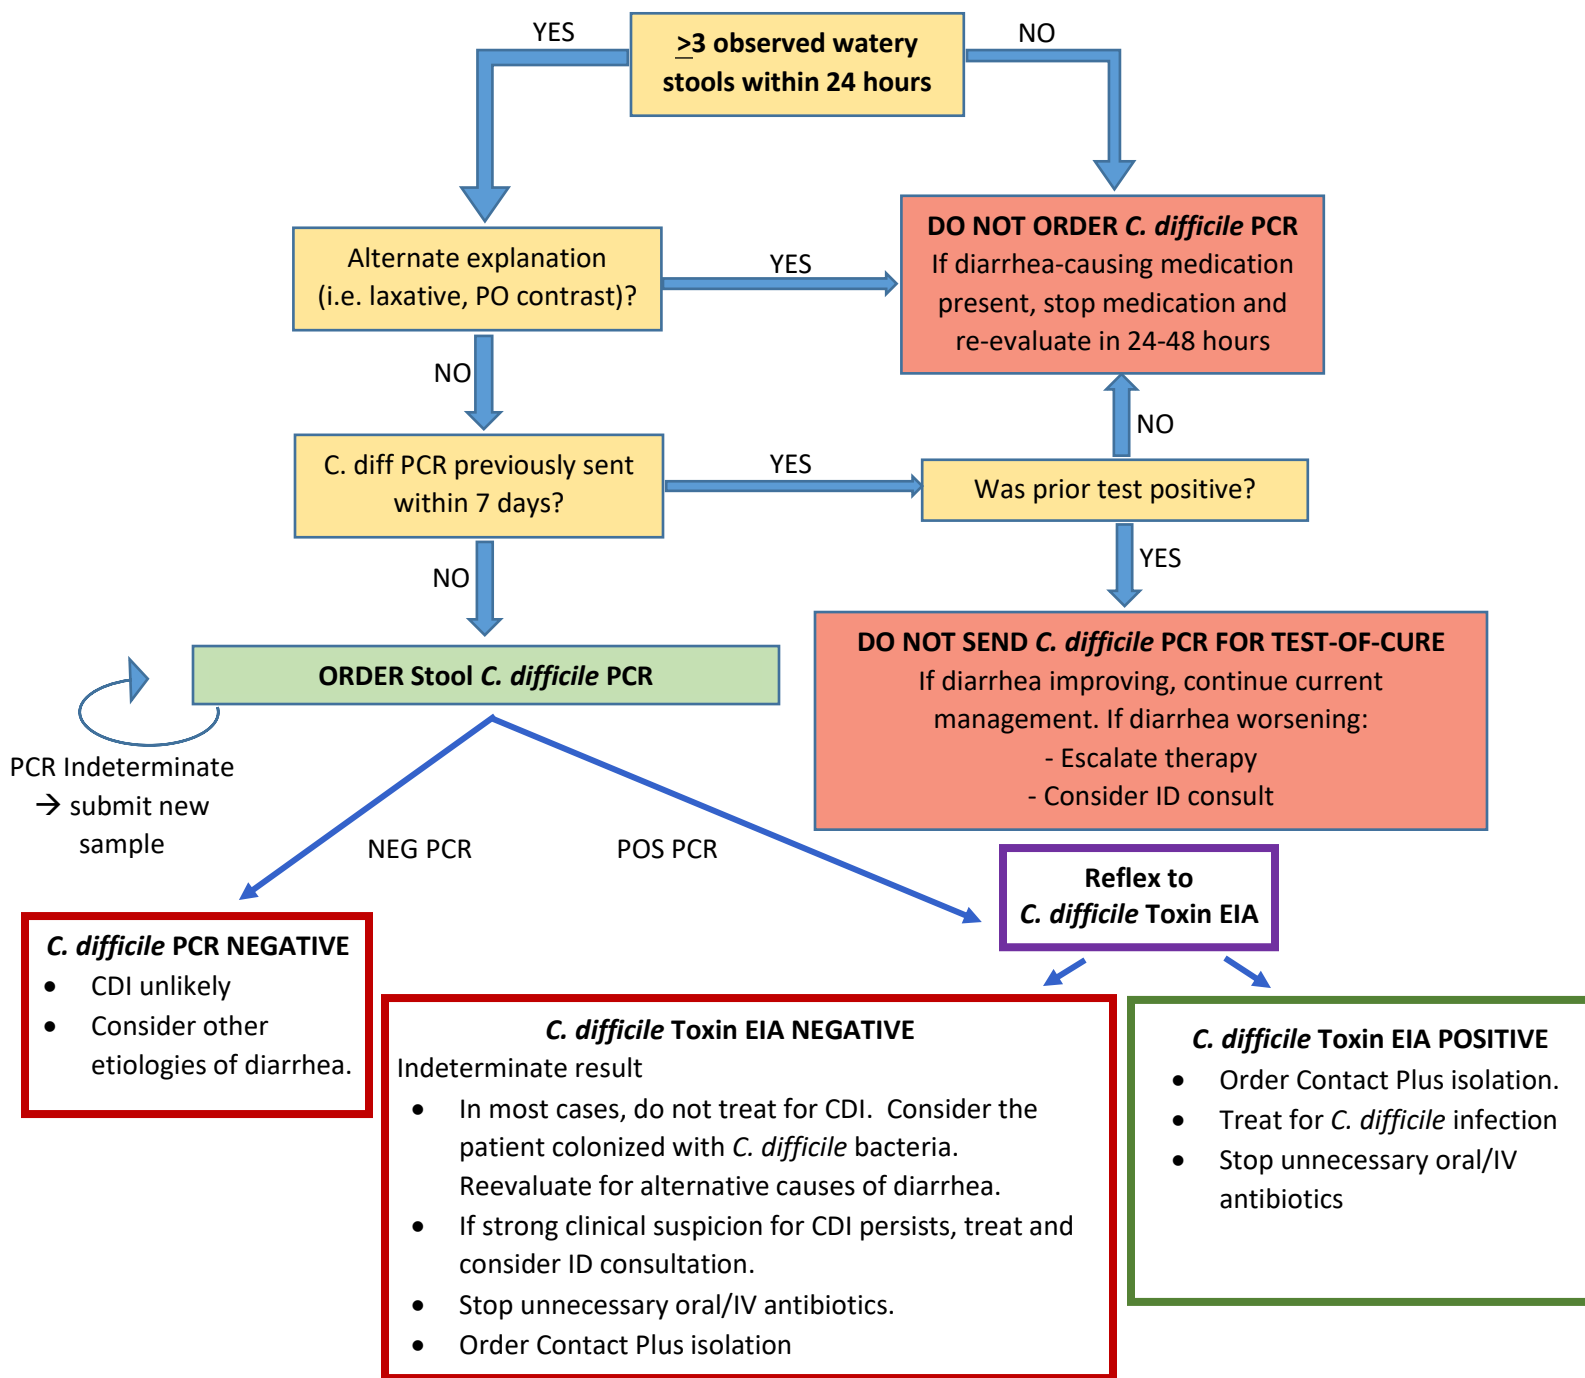 YES
>3 observed watery
stools within 24 hours
NO
Alternate explanation
(i.e. laxative, PO contrast)?
YES
DO NOT ORDER C. difficile PCR
If diarrhea-causing medication
present, stop medication and
re-evaluate in 24-48 hours
NO
NO
C. diff PCR previously sent
within 7 days?
YES
Was prior test positive?
NO
YES
ORDER Stool C. difficile PCR
DO NOT SEND C. difficile PCR FOR TEST-OF-CURE
If diarrhea improving, continue current
management. If diarrhea worsening:
- Escalate therapy
- Consider ID consult
PCR Indeterminate
→ submit new
sample
NEG PCR
POS PCR
Reflex to
C. difficile Toxin EIA
C. difficile PCR NEGATIVE
• CDI unlikely
• Consider other
etiologies of diarrhea.
C. difficile Toxin EIA NEGATIVE
Indeterminate result
• In most cases, do not treat for CDI.  Consider the
patient colonized with C. difficile bacteria.
Reevaluate for alternative causes of diarrhea.
• If strong clinical suspicion for CDI persists, treat and
consider ID consultation.
• Stop unnecessary oral/IV antibiotics.
• Order Contact Plus isolation
C. difficile Toxin EIA POSITIVE
• Order Contact Plus isolation.
• Treat for C. difficile infection
• Stop unnecessary oral/IV
antibiotics